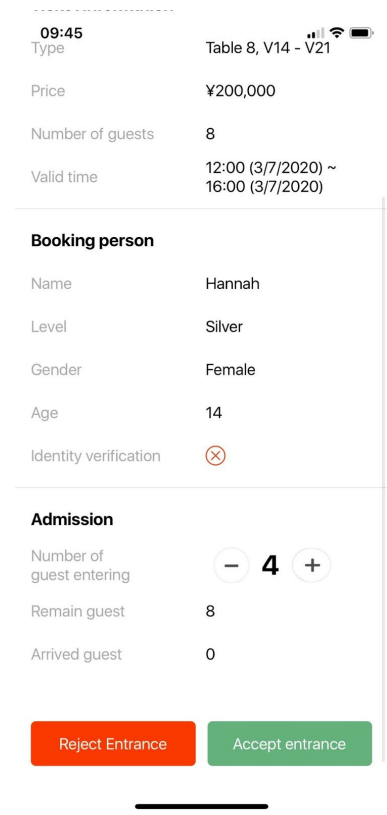 09:45
Type Table 8, V14 - V21
Price ¥200,000
Number of guests 8
Valid time 12:00 (3/7/2020) ~
16:00 (3/7/2020)
Booking person
Name Hannah
Level Silver
Gender Female
Age 14
Identity verification
Admission
Number of
guest entering 4
Remain guest 8
Arrived guest 0
Reject Entrance Accept entrance